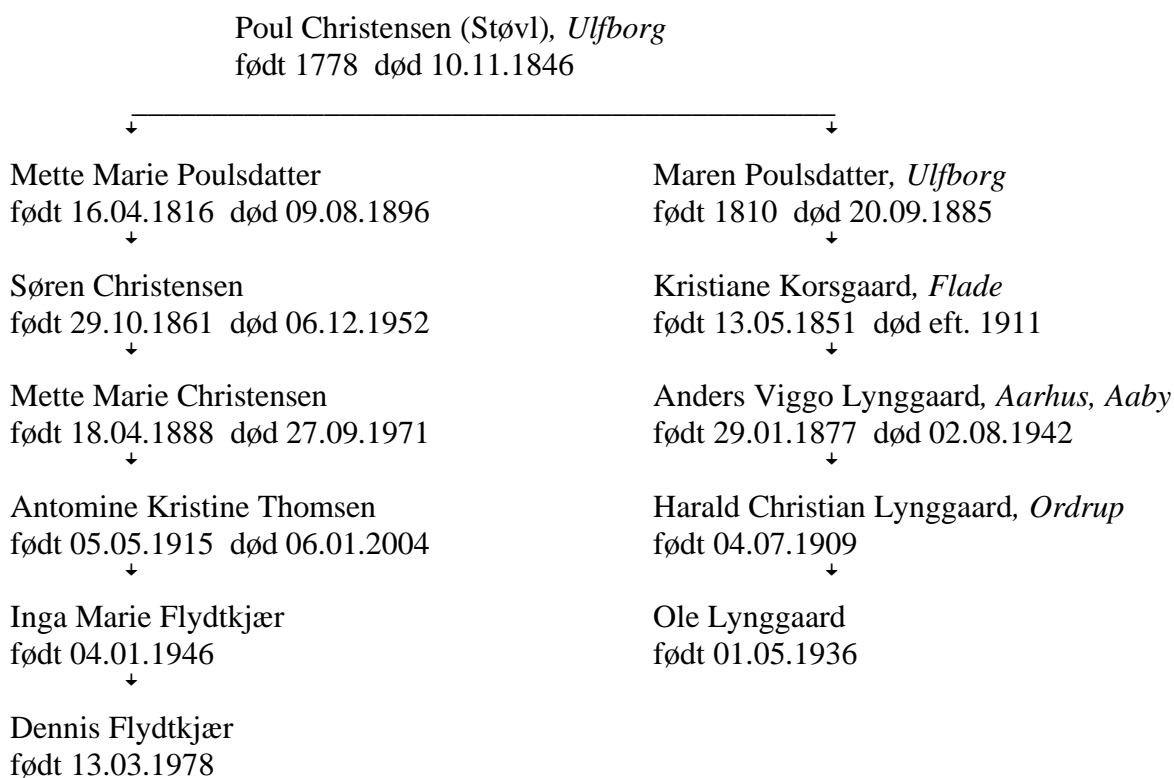 Poul Christensen (Støvl), Ulfborg
født 1778 død 10.11.1846
Mette Marie Poulsdatter
født 16.04.1816 død 09.08.1896
Maren Poulsdatter, Ulfborg
født 1810 død 20.09.1885
Søren Christensen
født 29.10.1861 død 06.12.1952
Kristiane Korsgaard, Flade
født 13.05.1851 død eft. 1911
Mette Marie Christensen
født 18.04.1888 død 27.09.1971
Anders Viggo Lynggaard, Aarhus, Aaby
født 29.01.1877 død 02.08.1942
Antomine Kristine Thomsen
født 05.05.1915 død 06.01.2004
Harald Christian Lynggaard, Ordrup
født 04.07.1909
Inga Marie Flydtkjær
født 04.01.1946
Ole Lynggaard
født 01.05.1936
Dennis Flydtkjær
født 13.03.1978